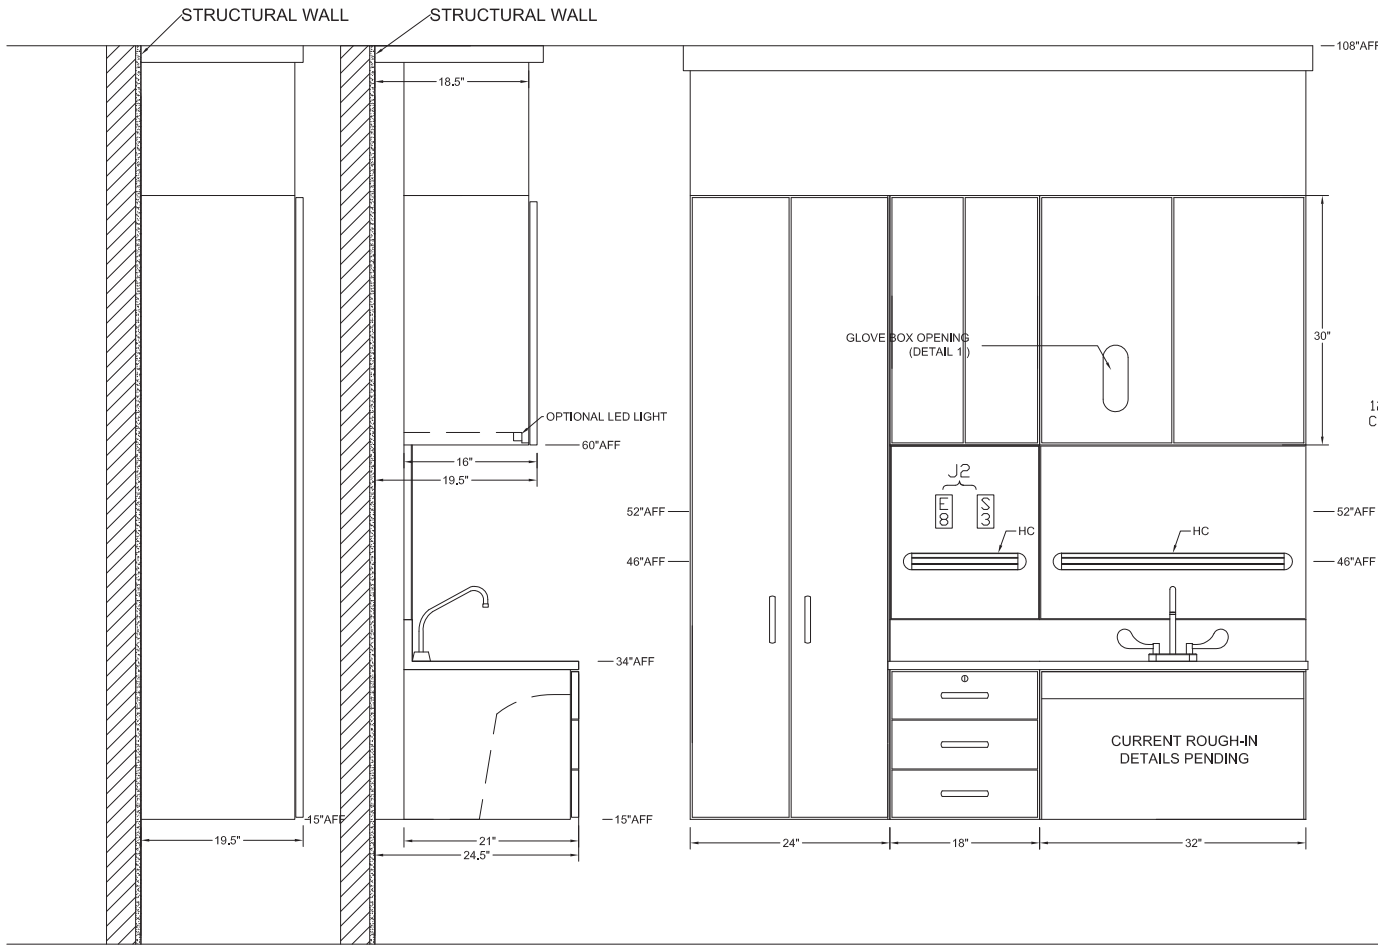 STRUCTURAL WALL
STRUCTURAL WALL
108"AFF
18.5"
30"
GLOVE BOX OPENING
(DETAIL 1)
OPTIONAL LED LIGHT
60"AFF
16"
19.5"
J2
E
8
S
3
52"AFF
52"AFF
HC
HC
46"AFF
46"AFF
34"AFF
CURRENT ROUGH-IN
DETAILS PENDING
15"AFF
15"AFF
19.5"
21"
24.5"
24"
18"
32"